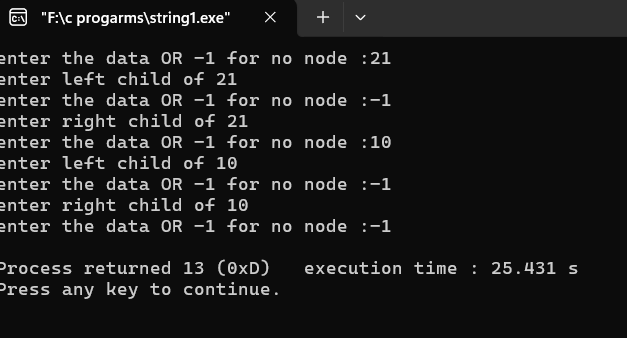 "F:\c progarms\string1.exe"
enter the data OR -1 for no node :21
enter left child of 21
enter the data OR -1 for no node :-1
enter right child of 21
enter the data OR -1 for no node :10
enter left child of 10
enter the data OR -1 for no node :-1
enter right child of 10
enter the data OR -1 for no node :-1
Process returned 13 (0xD)   execution time : 25.431 s
Press any key to continue.